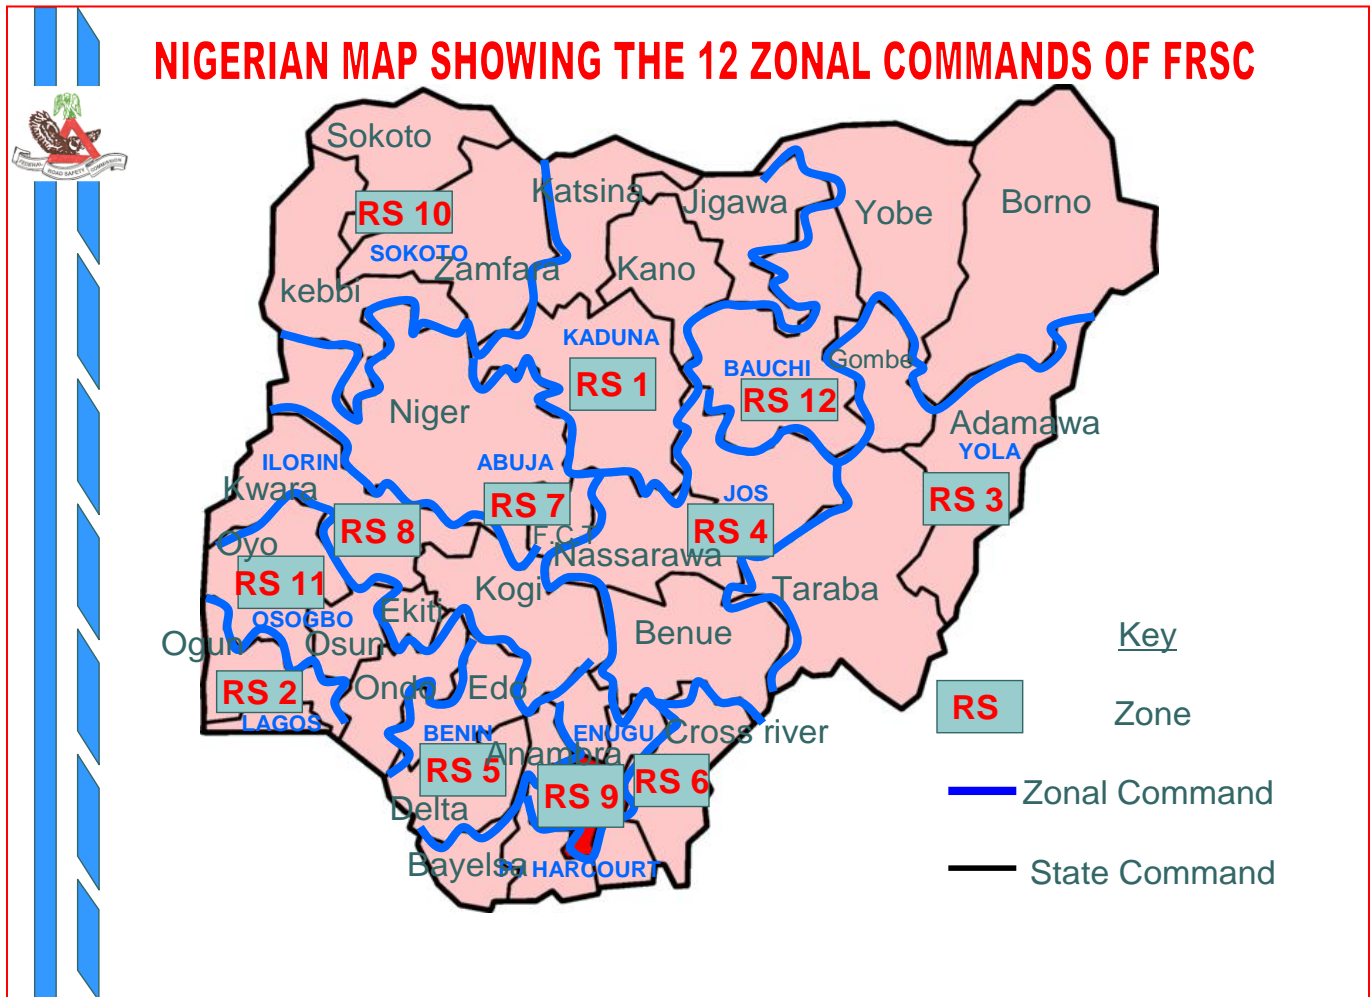 NIGERIAN MAP SHOWING THE 12 ZONAL COMMANDS OF FRSC
FEDERAL ROAD SAFETY COMMISSION
Sokoto
Katsina
Jigawa
Yobe
Borno
RS 10
SOKOTO
Zamfara
Kano
kebbi
KADUNA
RS 1
BAUCHI
Gombe
RS 12
Niger
Adamawa
YOLA
ILORIN
Kwara
ABUJA
RS 7
JOS
RS 3
RS 8
RS 4
F.C.T
Oyo
Nassarawa
RS 11
Kogi
Taraba
OSOGBO
Ekiti
Ogun
Osun
Benue
Key
RS 2
LAGOS
Ondo
Edo
RS
Zone
BENIN
ENUGU
Cross river
Anambra
RS 5
RS 9
RS 6
Zonal Command
Delta
Bayelsa
P. HARCOURT
State Command